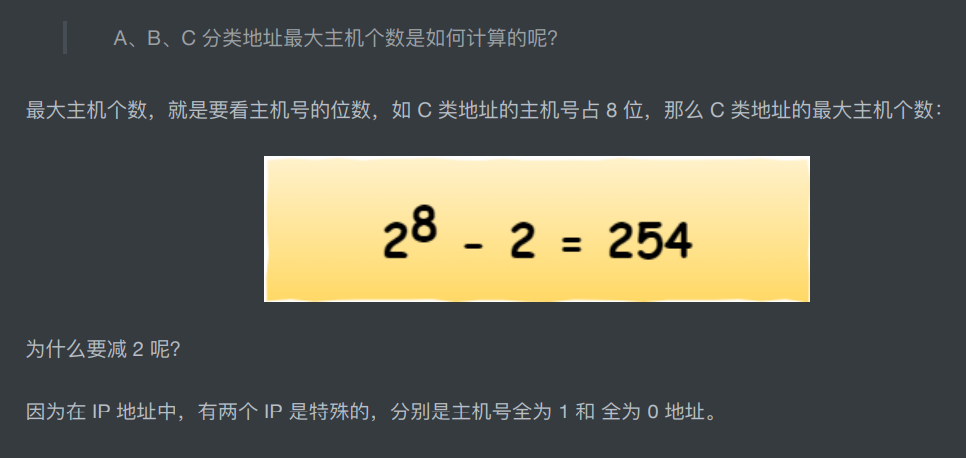 A、B、C 分类地址最大主机个数是如何计算的呢?
最大主机个数，就是要看主机号的位数，如 C 类地址的主机号占 8 位，那么 C 类地址的最大主机个数：
2⁸ - 2 = 254
为什么要减 2 呢?
因为在 IP 地址中，有两个 IP 是特殊的，分别是主机号全为 1 和 全为 0 地址。